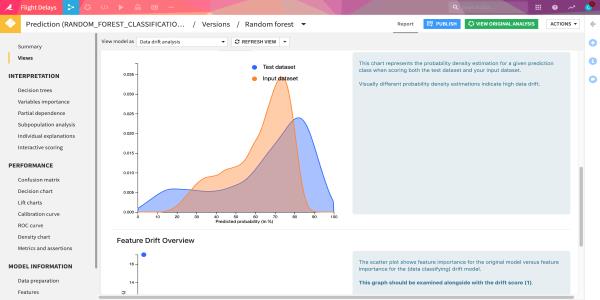 Flight Delays
Prediction (RANDOM_FOREST_CLASSIFICATIO... / Versions / Random forest
Report
PUBLISH
VIEW ORIGINAL ANALYSIS
ACTIONS
Summary
Views
INTERPRETATION
Decision trees
Variables importance
Partial dependence
Subpopulation analysis
Individual explanations
Interactive scoring
PERFORMANCE
Confusion matrix
Decision chart
Lift charts
Calibration curve
ROC curve
Density chart
Metrics and assertions
MODEL INFORMATION
Data preparation
Features
View model as
Data drift analysis
REFRESH VIEW
Test dataset
Input dataset
0.035
0.030
0.025
0.020
0.015
0.010
0.005
0.000
0 10 20 30 40 50 60 70 80 90 100
Predicted probability (in %)
This chart represents the probability density estimation for a given prediction
class when scoring both the test dataset and your input dataset.
Visually different probability density estimations indicate high data drift.
Feature Drift Overview
16
14
The scatter plot shows feature importance for the original model versus feature
importance for the (data classifying) drift model.
This graph should be examined alongside with the drift score (1).